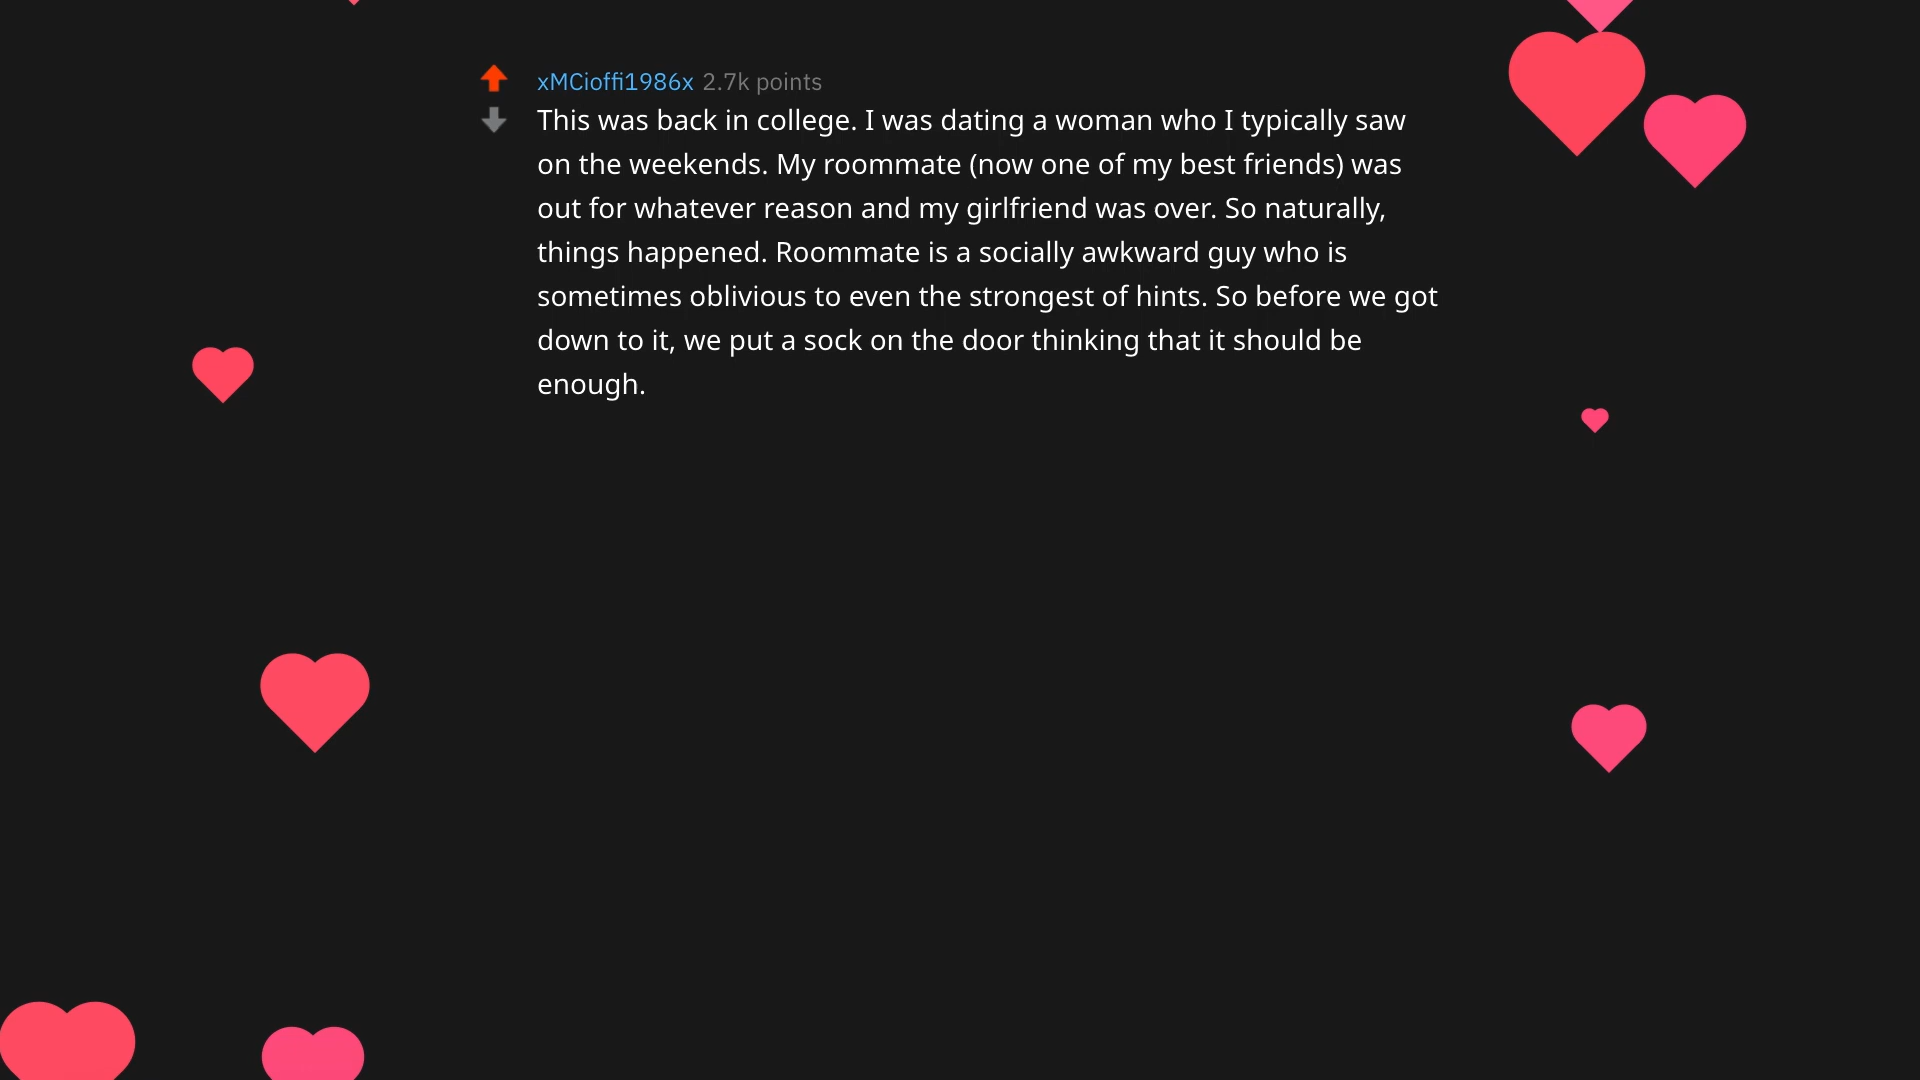 xMCioffi1986x 2.7k points
This was back in college. I was dating a woman who I typically saw
on the weekends. My roommate (now one of my best friends) was
out for whatever reason and my girlfriend was over. So naturally,
things happened. Roommate is a socially awkward guy who is
sometimes oblivious to even the strongest of hints. So before we got
down to it, we put a sock on the door thinking that it should be
enough.